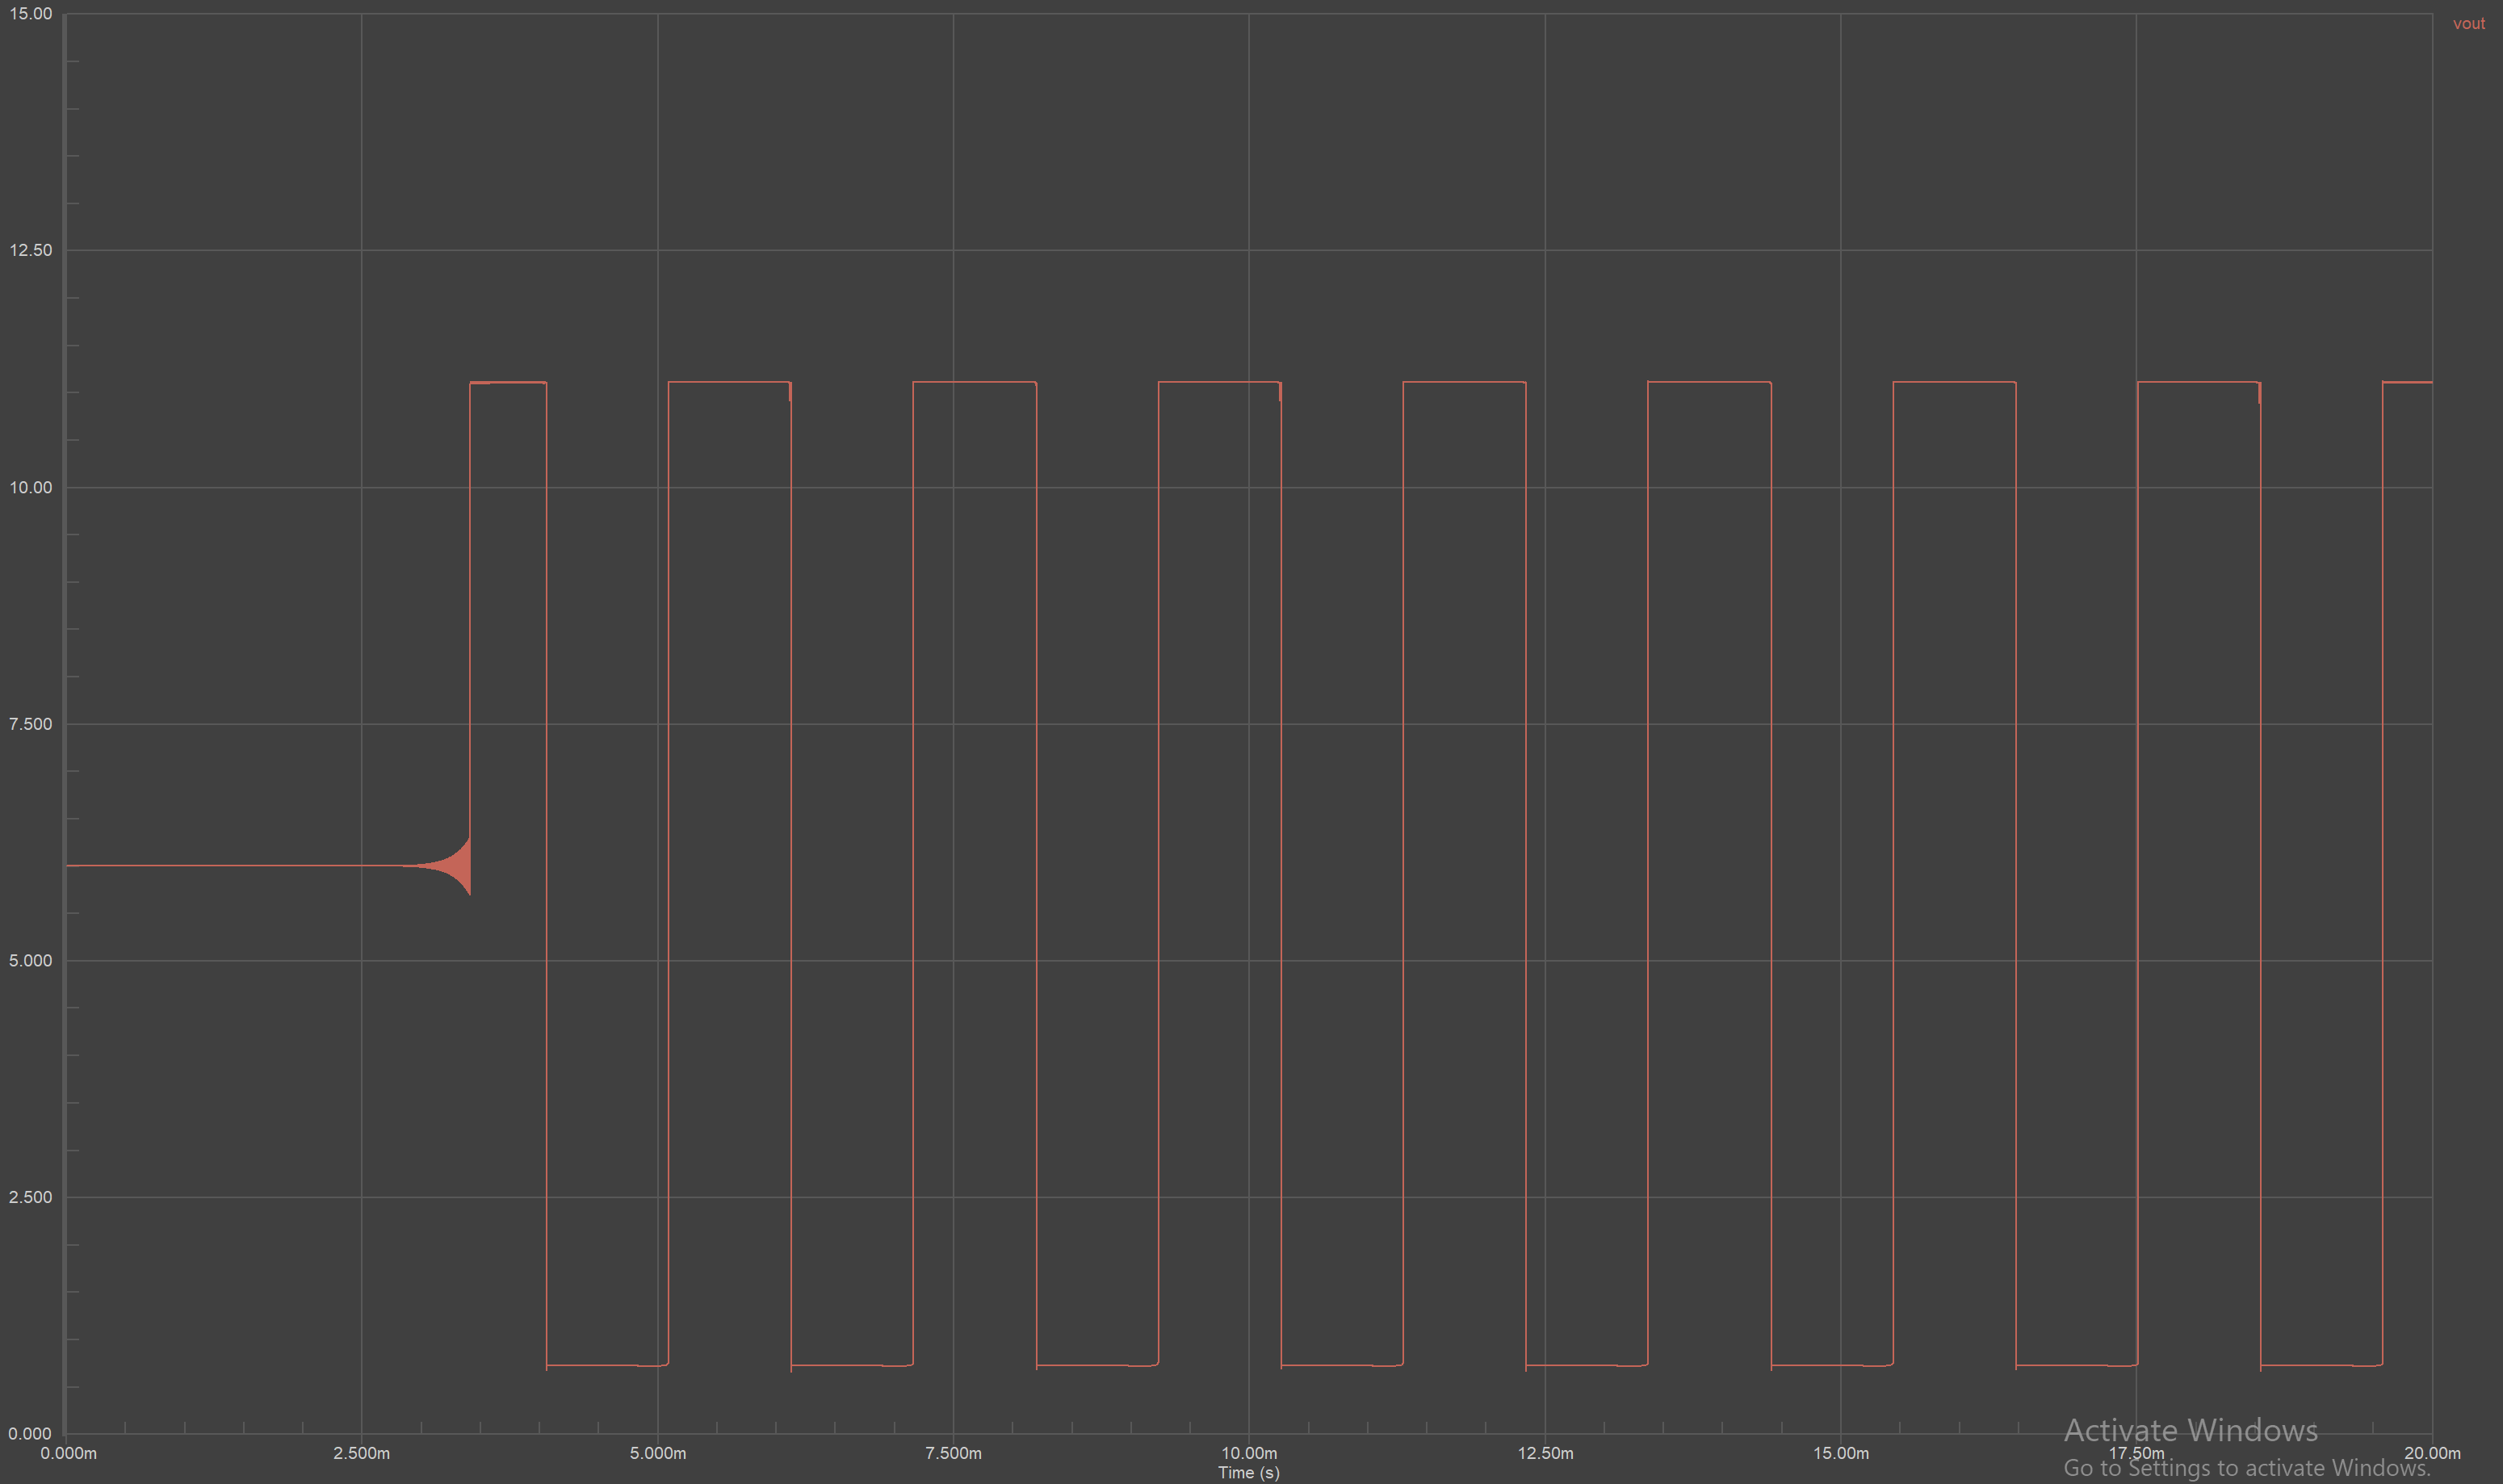 15.00
vout
12.50
10.00
7.500
5.000
2.500
0.000
0.000m 2.500m 5.000m 7.500m 10.00m 12.50m 15.00m 17.50m 20.00m
Time (s)
Activate Windows
Go to Settings to activate Windows.